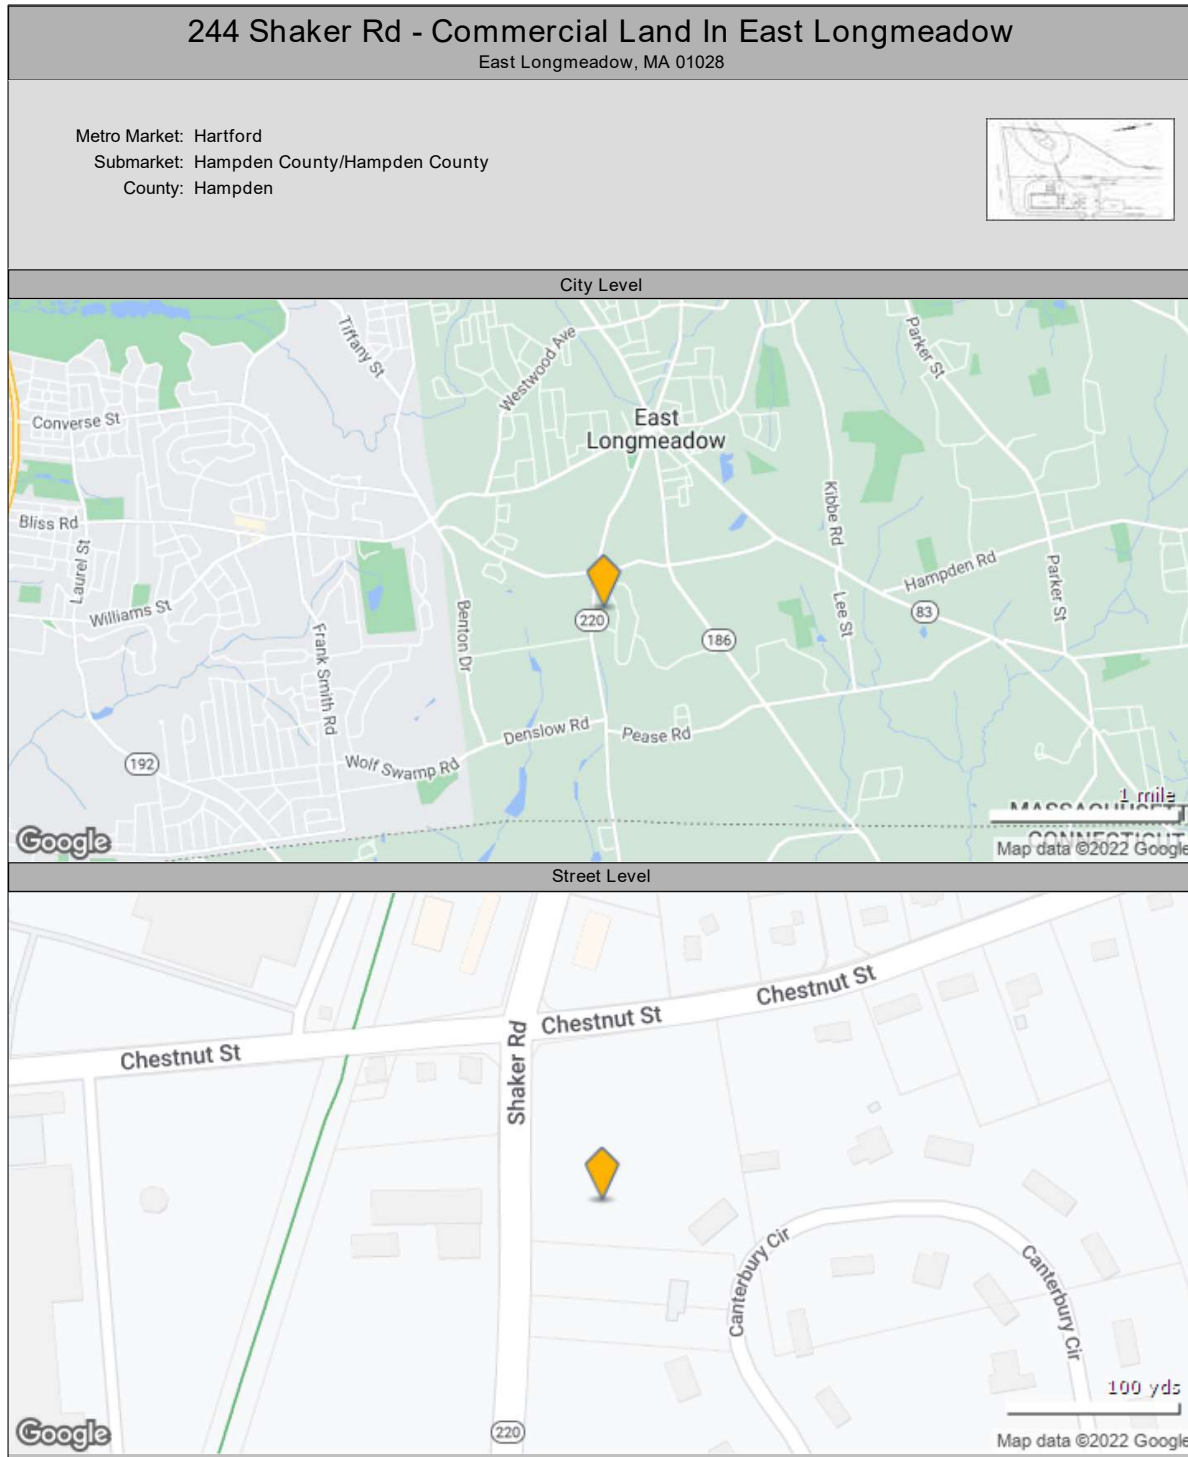 244 Shaker Rd - Commercial Land In East Longmeadow
East Longmeadow, MA 01028
Metro Market: Hartford
Submarket: Hampden County/Hampden County
County: Hampden
City Level
Tiffany St
Westwood Ave
Parker St
Converse St
East
Longmeadow
Bliss Rd
Laurel St
Kibbe Rd
Hampden Rd
Parker St
Williams St
Frank Smith Rd
Benton Dr
220
186
Lee St
83
Denslow Rd
Pease Rd
192
Wolf Swamp Rd
1 mile
MASSACHUSETT
CONNECTICUT
Google
Map data ©2022 Google
Street Level
Chestnut St
Chestnut St
Chestnut St
Shaker Rd
Canterbury Cir
Canterbury Cir
100 yds
220
Google
Map data ©2022 Google